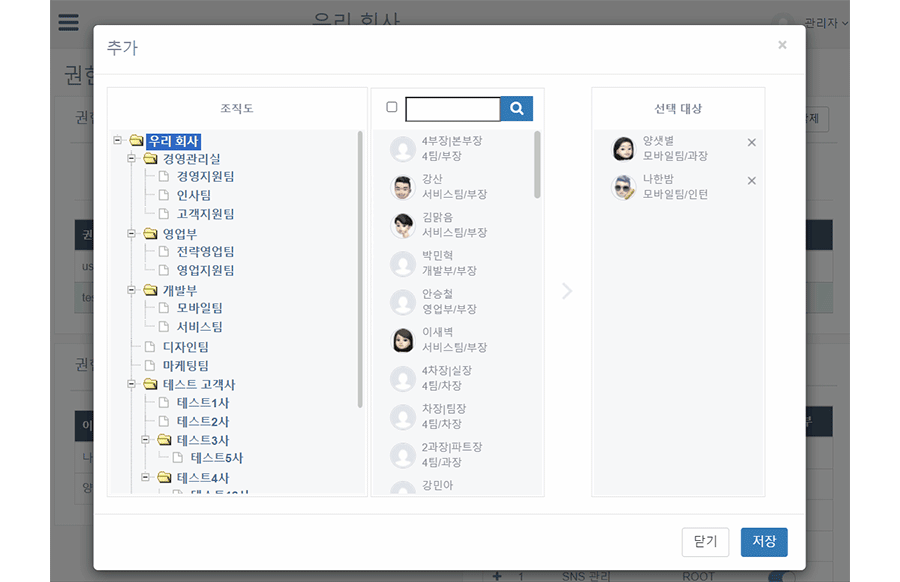 우리 회사
관리자
추가
×
조직도
우리 회사
경영관리실
경영지원팀
인사팀
고객지원팀
영업부
전략영업팀
영업지원팀
개발부
모바일팀
서비스팀
디자인팀
마케팅팀
테스트 고객사
테스트1사
테스트2사
테스트3사
테스트5사
테스트4사
4부장|본부장
4팀/부장
강산
서비스팀/부장
김맑음
서비스팀/부장
박민혁
개발부/부장
안승철
영업부/부장
이새벽
서비스팀/부장
4차장|실장
4팀/차장
차장|팀장
4팀/차장
2과장|파트장
4팀/과장
강민아
선택 대상
양샛별
모바일팀/과장
나한밤
모바일팀/인턴
닫기
저장
1 SNS 관리 ROOT